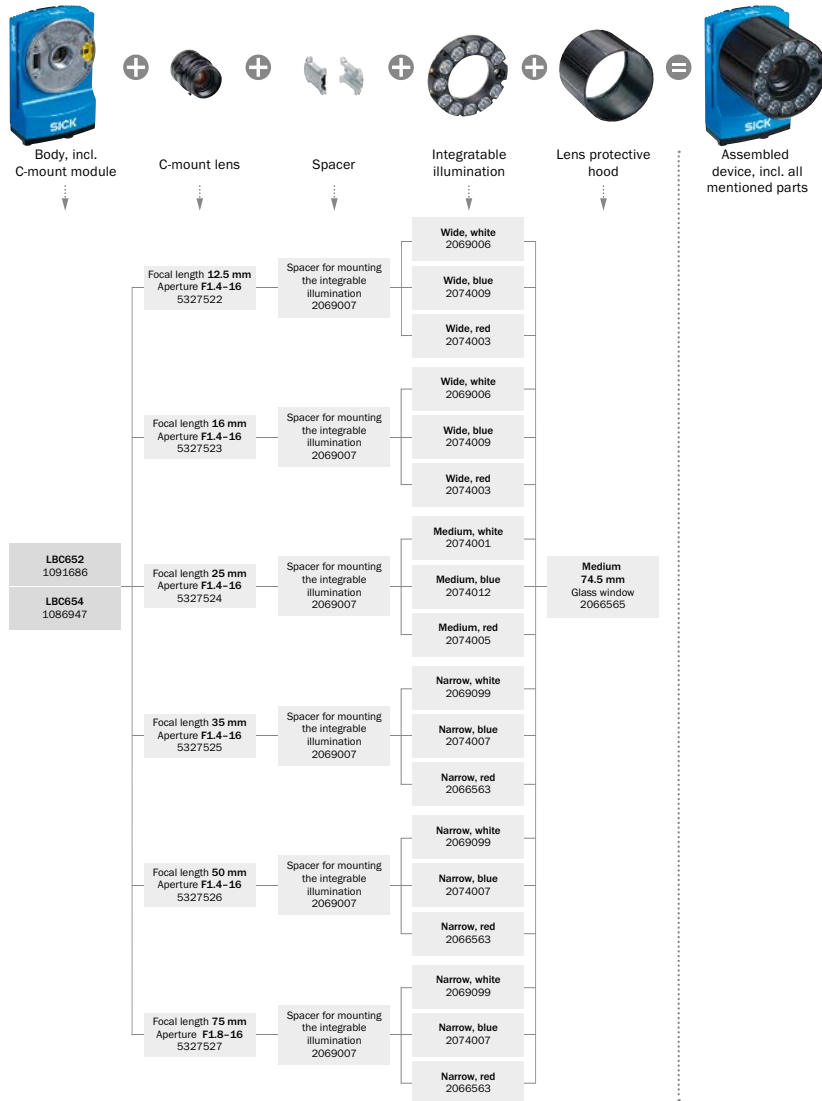 SICK
SICK
Body, incl.
C-mount module
C-mount lens
Spacer
Integratable
illumination
Lens protective
hood
Assembled
device, incl. all
mentioned parts
LBC652
1091686
LBC654
1086947
Focal length 12.5 mm
Aperture F1.4–16
5327522
Spacer for mounting
the integrable
illumination
2069007
Wide, white
2069006
Wide, blue
2074009
Wide, red
2074003
Focal length 16 mm
Aperture F1.4–16
5327523
Spacer for mounting
the integrable
illumination
2069007
Wide, white
2069006
Wide, blue
2074009
Wide, red
2074003
Focal length 25 mm
Aperture F1.4–16
5327524
Spacer for mounting
the integrable
illumination
2069007
Medium, white
2074001
Medium, blue
2074012
Medium, red
2074005
Focal length 35 mm
Aperture F1.4–16
5327525
Spacer for mounting
the integrable
illumination
2069007
Narrow, white
2069099
Narrow, blue
2074007
Narrow, red
2066563
Focal length 50 mm
Aperture F1.4–16
5327526
Spacer for mounting
the integrable
illumination
2069007
Narrow, white
2069099
Narrow, blue
2074007
Narrow, red
2066563
Focal length 75 mm
Aperture F1.8–16
5327527
Spacer for mounting
the integrable
illumination
2069007
Narrow, white
2069099
Narrow, blue
2074007
Narrow, red
2066563
Medium
74.5 mm
Glass window
2066565